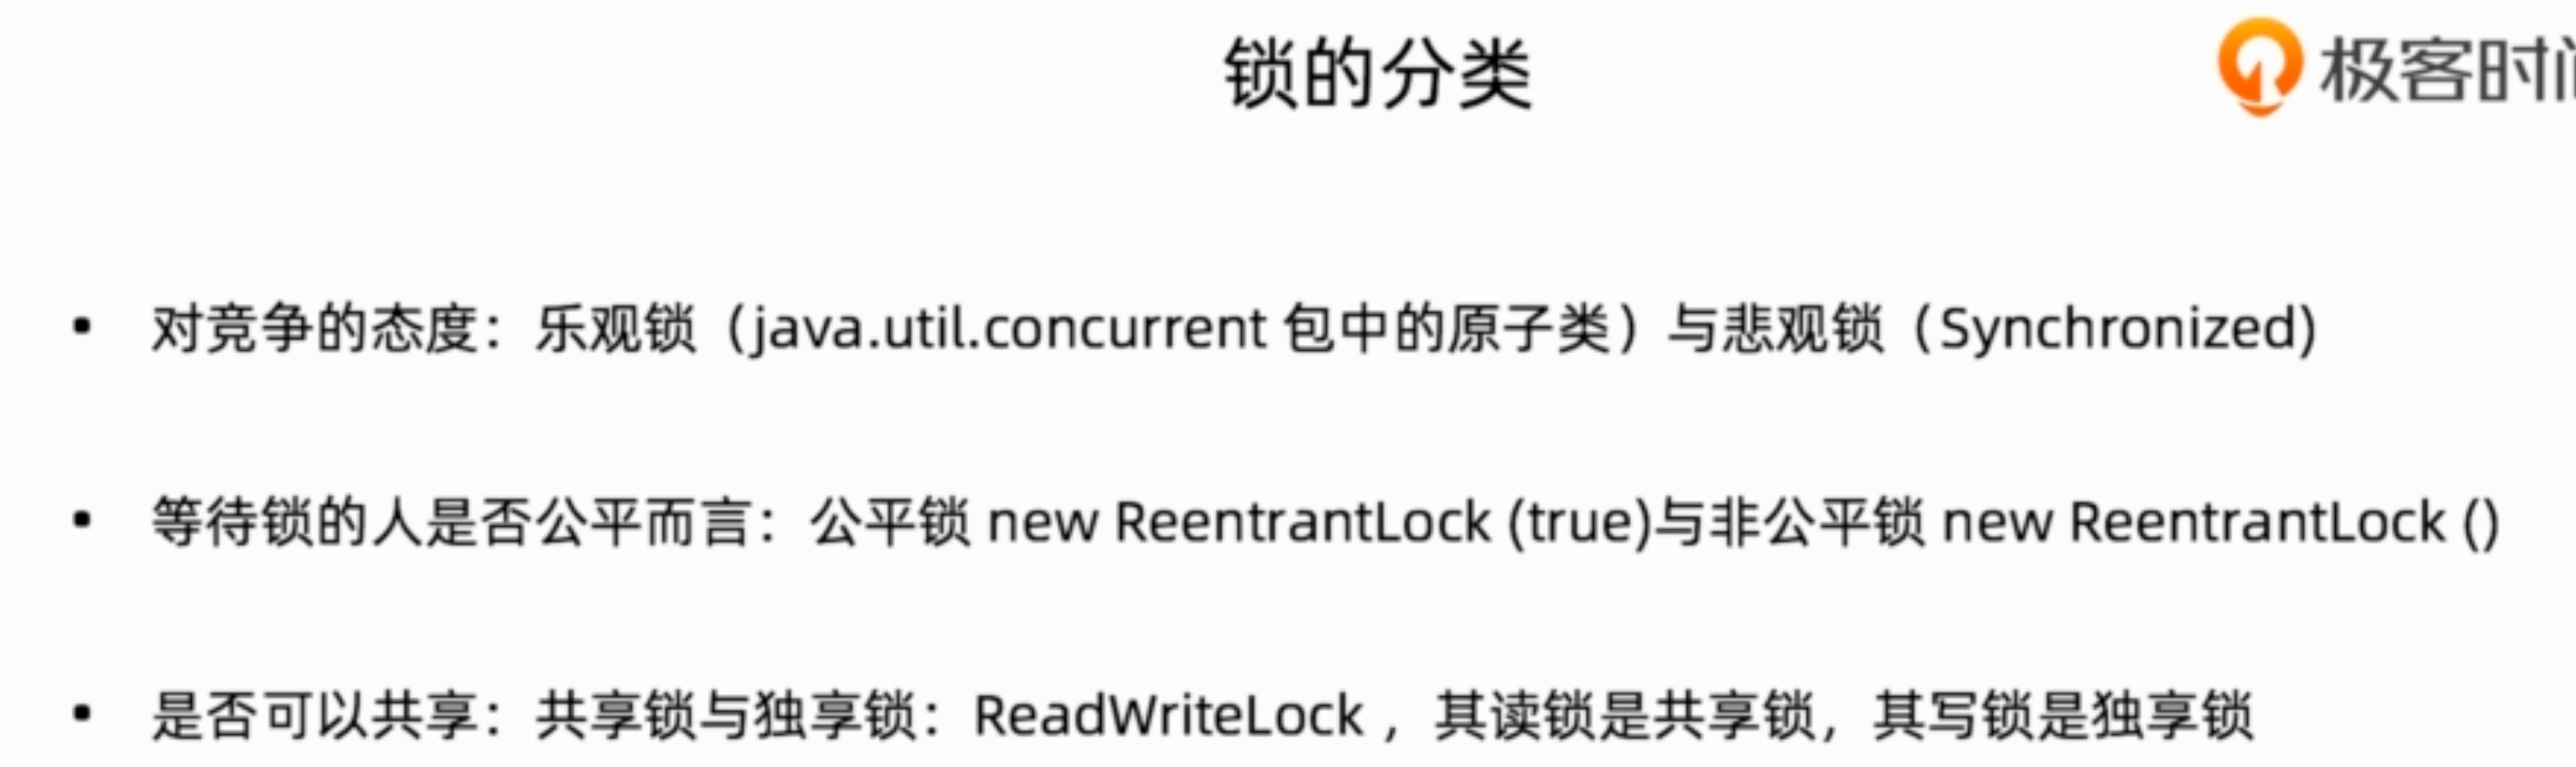 锁的分类
极客时间
• 对竞争的态度：乐观锁（java.util.concurrent 包中的原子类）与悲观锁（Synchronized)
• 等待锁的人是否公平而言：公平锁 new ReentrantLock (true)与非公平锁 new ReentrantLock ()
• 是否可以共享：共享锁与独享锁：ReadWriteLock ，其读锁是共享锁，其写锁是独享锁